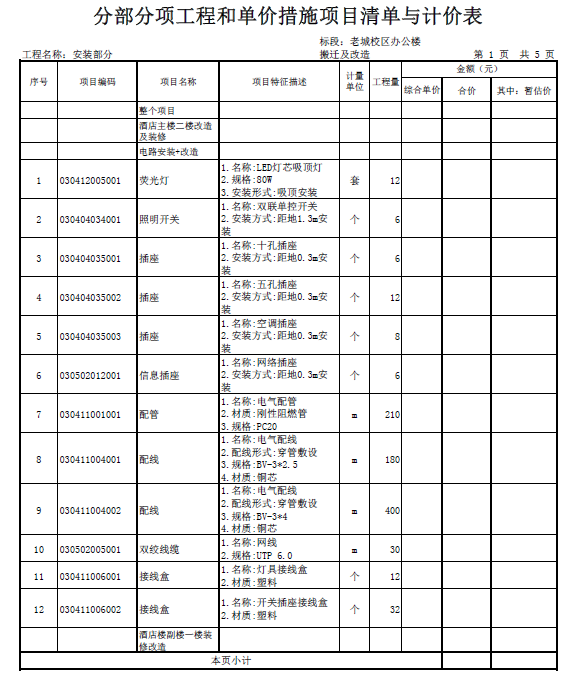 分部分项工程和单价措施项目清单与计价表
标段：老城校区办公楼
工程名称：安装部分 搬迁及改造 第 1 页 共 5 页
序号 项目编码 项目名称 项目特征描述 计量单位 工程量 金额（元）
综合单价 合价 其中：暂估价
整个项目
酒店主楼二楼改造
及装修
电路安装+改造
1 030412005001 荧光灯 1.名称:LED灯芯吸顶灯
2.规格:80W
3.安装形式:吸顶安装
套 12
2 030404034001 照明开关 1.名称:双联单控开关
2.安装方式:距地1.3m安
装
个 6
3 030404035001 插座 1.名称:十孔插座
2.安装方式:距地0.3m安
装
个 6
4 030404035002 插座 1.名称:五孔插座
2.安装方式:距地0.3m安
装
个 12
5 030404035003 插座 1.名称:空调插座
2.安装方式:距地0.3m安
装
个 8
6 030502012001 信息插座 1.名称:网络插座
2.安装方式:距地0.3m安
装
个 6
7 030411001001 配管 1.名称:电气配管
2.材质:刚性阻燃管
3.规格:PC20
m 210
8 030411004001 配线 1.名称:电气配线
2.配线形式:穿管敷设
3.规格:BV-3*2.5
4.材质:铜芯
m 180
9 030411004002 配线 1.名称:电气配线
2.配线形式:穿管敷设
3.规格:BV-3*4
4.材质:铜芯
m 400
10 030502005001 双绞线缆 1.名称:网线
2.规格:UTP 6.0
m 30
11 030411006001 接线盒 1.名称:灯具接线盒
2.材质:塑料
个 12
12 030411006002 接线盒 1.名称:开关插座接线盒
2.材质:塑料
个 32
酒店楼副楼一楼装
修改造
本页小计